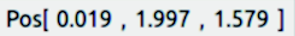 Pos[ 0.019 , 1.997 , 1.579 ]